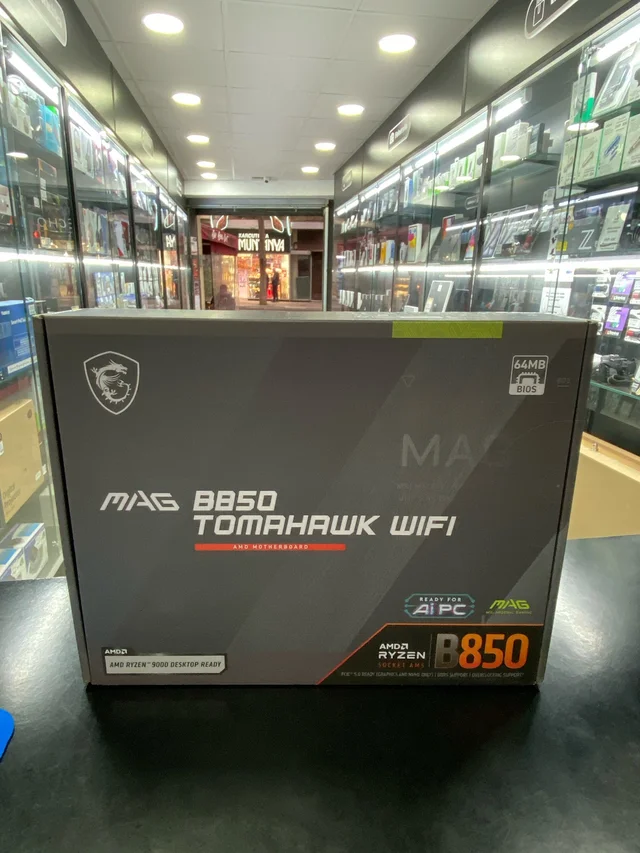 MUNTINYA
64MB
BIOS
MAG
MAG B850
TOMAHAWK WIFI
AMD MOTHERBOARD
READY FOR
Ai PC
MAG
AMD
AMD RYZEN™ 9000 DESKTOP READY
AMD
RYZEN
SOCKET AM5
B850